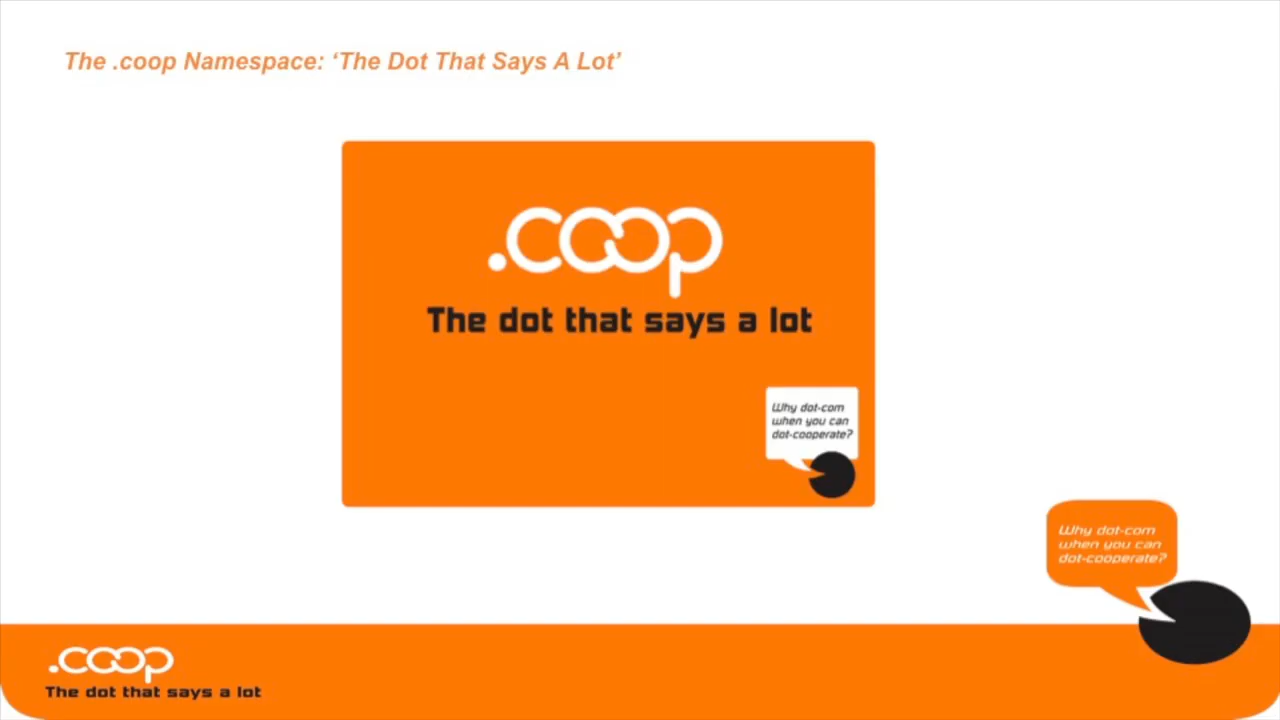 The .coop Namespace: ‘The Dot That Says A Lot’
.coop
The dot that says a lot
Why dot-com
when you can
dot-cooperate?
Why dot-com
when you can
dot-cooperate?
.coop
The dot that says a lot